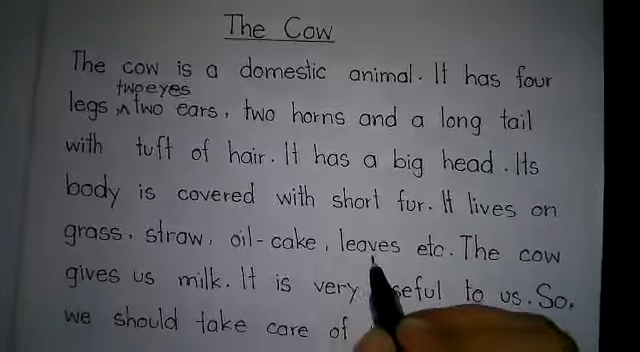 The Cow
The cow is a domestic animal. It has four
two eyes
legs, two ears, two horns and a long tail
with tuft of hair. It has a big head. Its
body is covered with short fur. It lives on
grass, straw, oil-cake, leaves etc. The cow
gives us milk. It is very useful to us. So,
we should take care of